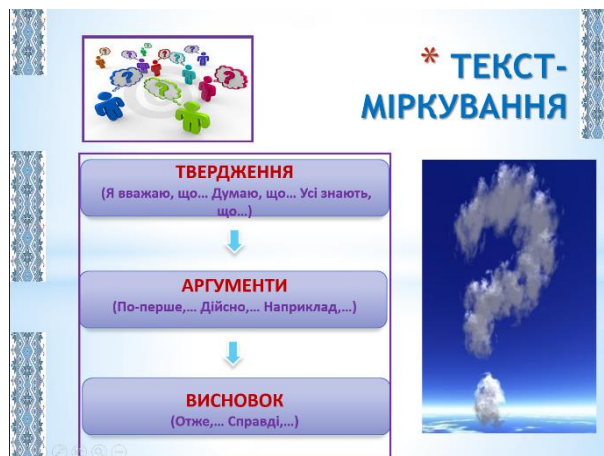 * ТЕКСТ-
МІРКУВАННЯ
ТВЕРДЖЕННЯ
(Я вважаю, що... Думаю, що... Усі знають,
що...)
АРГУМЕНТИ
(По-перше,... Дійсно,... Наприклад,...)
ВИСНОВОК
(Отже,... Справді,...)